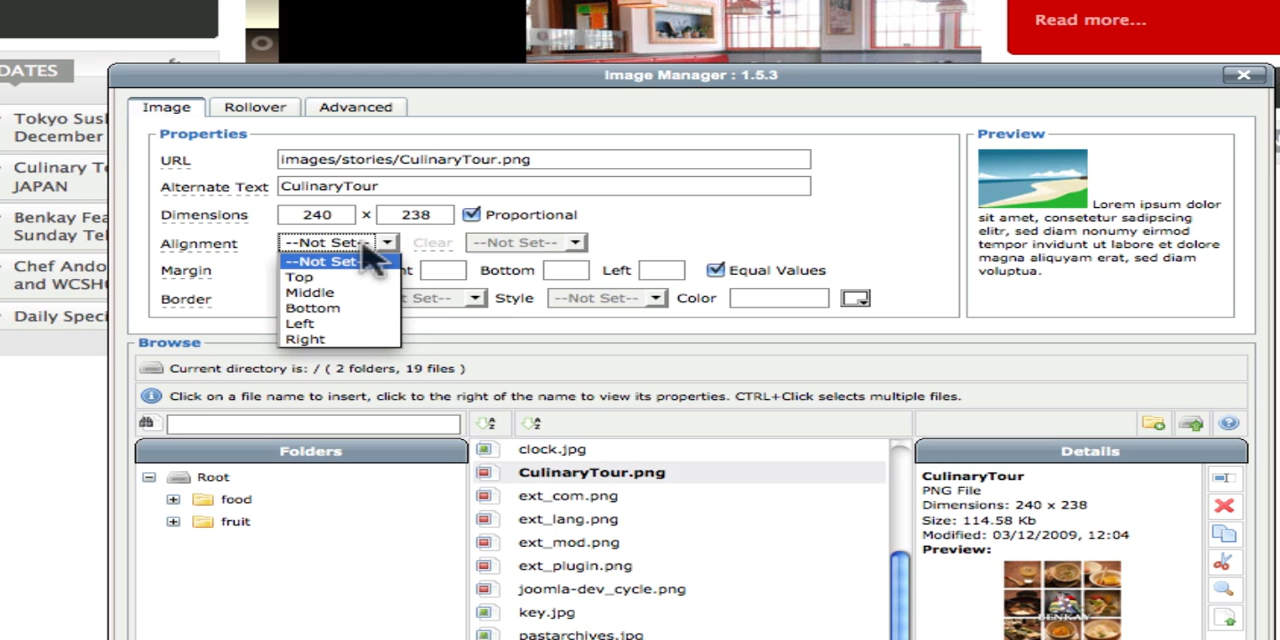 Read more...
DATES
Tokyo Sus
December
Culinary To
JAPAN
Benkay Fea
Sunday Te
Chef Ando
and WCSH
Daily Speci
Image Manager : 1.5.3
Image
Rollover
Advanced
Properties
URL
images/stories/CulinaryTour.png
Alternate Text
CulinaryTour
Dimensions
240 x 238
Proportional
Alignment
--Not Set--
Clear
--Not Set--
--Not Set-
Top
Middle
Bottom
Left
Right
Margin
ht
Bottom
Left
Equal Values
Border
t Set--
Style
--Not Set--
Color
Preview
Lorem ipsum dolor
sit amet, consetetur sadipscing
elitr, sed diam nonumy eirmod
tempor invidunt ut labore et dolore
magna aliquyam erat, sed diam
voluptua.
Browse
Current directory is: / ( 2 folders, 19 files )
Click on a file name to insert, click to the right of the name to view its properties. CTRL+Click selects multiple files.
Folders
Root
food
fruit
clock.jpg
CulinaryTour.png
ext_com.png
ext_lang.png
ext_mod.png
ext_plugin.png
joomla-dev_cycle.png
key.jpg
pastarchives.jpg
Details
CulinaryTour
PNG File
Dimensions: 240 x 238
Size: 114.58 Kb
Modified: 03/12/2009, 12:04
Preview:
BENKAY